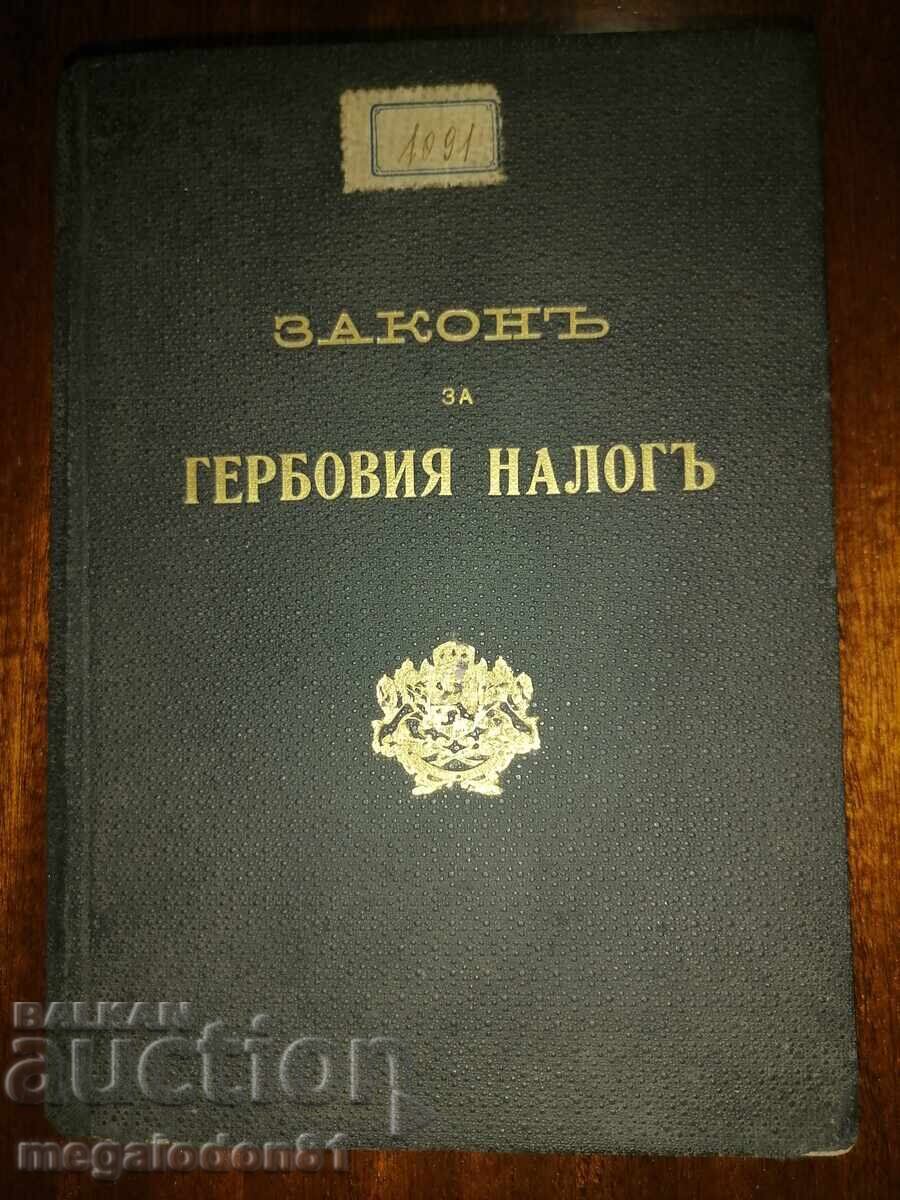 1091
ЗАКОНЪ
ЗА
ГЕРБОВИЯ НАЛОГЪ
BALKAN
auction
megalodon81